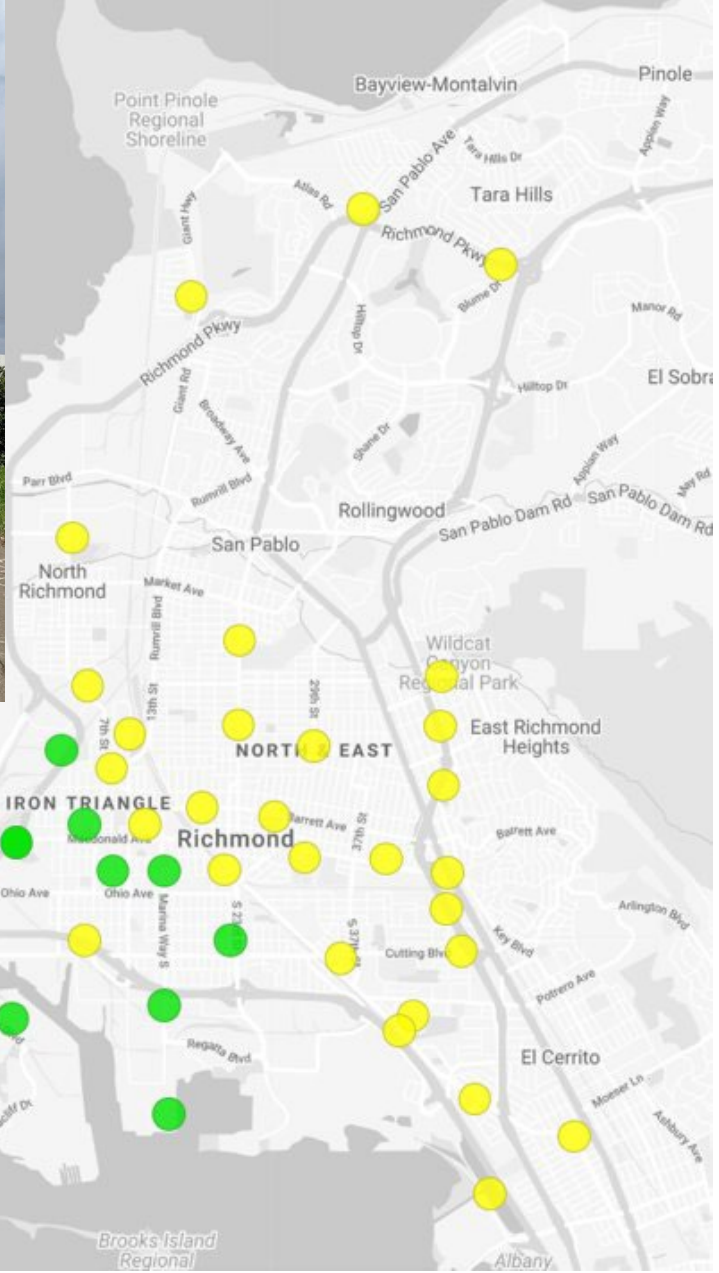 Bayview-Montalvin
Pinole
Point Pinole
Regional
Shoreline
Appian Way
San Pablo Ave
Tara Hills Dr
Atlas Rd
Tara Hills
Giant Hwy
Richmond Pkwy
Blume Dr
Manor Rd
Hilltop Dr
Richmond Pkwy
El Sobra
Giant Rd
Hilltop Dr
Broadway Ave
Shane Dr
Appian Way
May Rd
Parr Blvd
Rumrill Blvd
Rollingwood
San Pablo Dam Rd
San Pablo Dam Rd
San Pablo
North
Richmond
Market Ave
Rumrill Blvd
Wildcat
Canyon
Regional Park
13th St
29th St
7th St
East Richmond
Heights
NORTH & EAST
IRON TRIANGLE
Macdonald Ave
Richmond
Barrett Ave
37th St
Barrett Ave
Ohio Ave
Ohio Ave
Marina Way S
Arlington Blvd
S 37th St
Cutting Blvd
Key Blvd
Potrero Ave
Regatta Blvd
El Cerrito
Moeser Ln
Ashbury Ave
Brooks Island
Regional
Albany